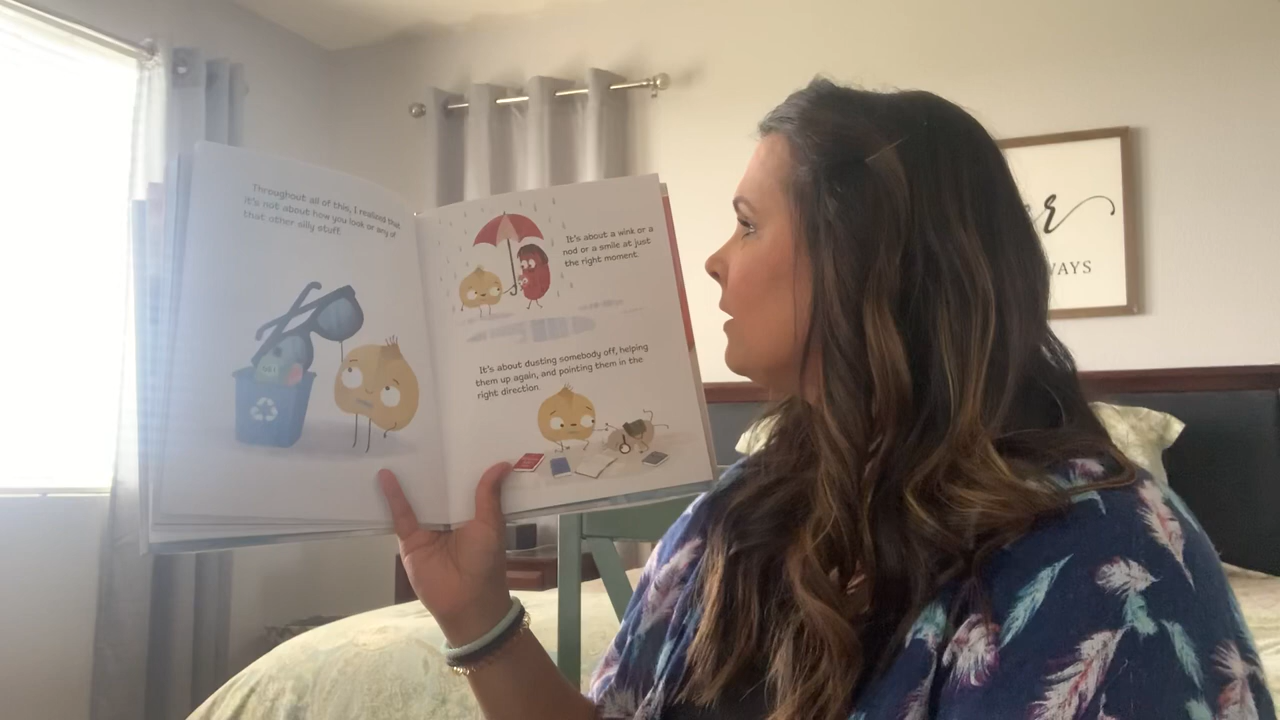 Throughout all of this, I realized that
it's not about how you look or any of
that other silly stuff.
It's about a wink or a
nod or a smile at just
the right moment.
It's about dusting somebody off, helping
them up again, and pointing them in the
right direction.
WAYS